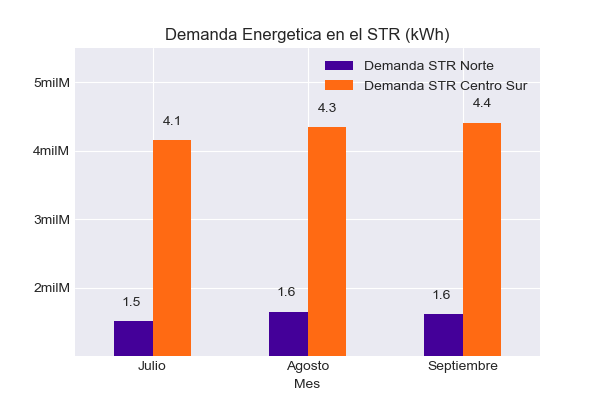 Demanda Energetica en el STR (kWh)
Demanda STR Norte
Demanda STR Centro Sur
5milM
4milM
3milM
2milM
4.1
4.3
4.4
1.5
1.6
1.6
Julio
Agosto
Septiembre
Mes